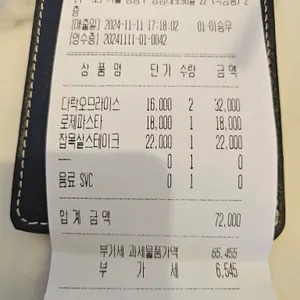 층
[매출일] 2024-11-11 17:18:02 01-이승우
[영수증] 20241111-01-0042
상 품 명 단 가 수량 금 액
다락오므라이스 16,000 2 32,000
로제파스타 18,000 1 18,000
잡목살스테이크 22,000 1 22,000
0 1 0
음료 SVC 0 1 0
합 계 금 액 72,000
부가세 과세물품가액 65,455
부 가 세 6,545